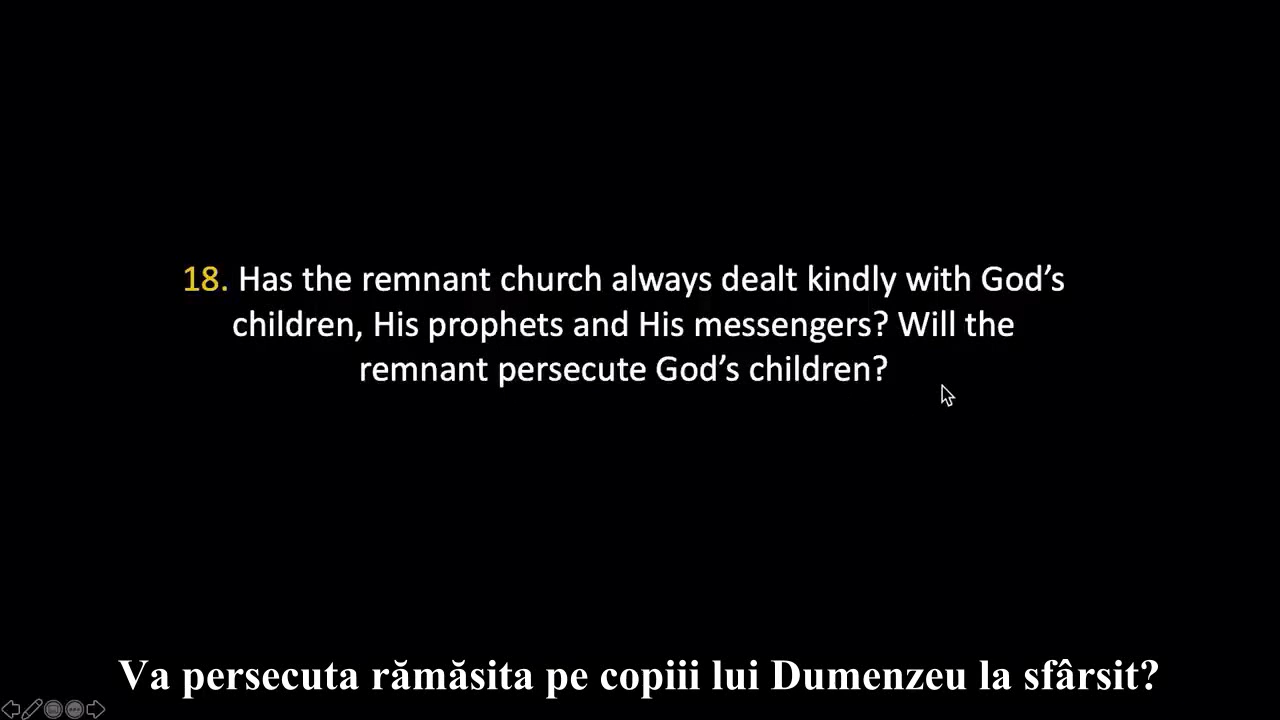 18. Has the remnant church always dealt kindly with God’s
children, His prophets and His messengers? Will the
remnant persecute God’s children?
Va persecuta rămăsita pe copiii lui Dumenzeu la sfârsit?